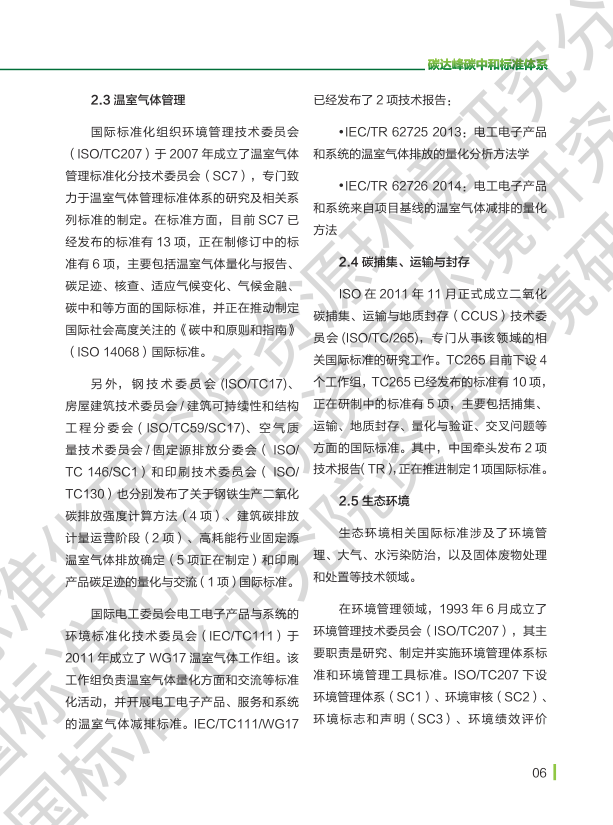 碳达峰碳中和标准体系
2.3 温室气体管理
国际标准化组织环境管理技术委员会
（ISO/TC207）于 2007 年成立了温室气体
管理标准化分技术委员会（SC7），专门致
力于温室气体管理标准体系的研究及相关系
列标准的制定。在标准方面，目前 SC7 已
经发布的标准有 13 项，正在制修订中的标
准有 6 项，主要包括温室气体量化与报告、
碳足迹、核查、适应气候变化、气候金融、
碳中和等方面的国际标准，并正在推动制定
国际社会高度关注的《碳中和原则和指南》
（ISO 14068）国际标准。
另外，钢技术委员会 (ISO/TC17)、
房屋建筑技术委员会 / 建筑可持续性和结构
工程分委会（ISO/TC59/SC17)、空气质
量技术委员会 / 固定源排放分委会（ ISO/
TC 146/SC1）和印刷技术委员会（ ISO/
TC130）也分别发布了关于钢铁生产二氧化
碳排放强度计算方法（4 项）、建筑碳排放
计量运营阶段（2 项）、高耗能行业固定源
温室气体排放确定（5 项正在制定）和印刷
产品碳足迹的量化与交流（1 项）国际标准。
国际电工委员会电工电子产品与系统的
环境标准化技术委员会（IEC/TC111）于
2011 年成立了 WG17 温室气体工作组。该
工作组负责温室气体量化方面和交流等标准
化活动，并开展电工电子产品、服务和系统
的温室气体减排标准。IEC/TC111/WG17
已经发布了 2 项技术报告：
•IEC/TR 62725 2013：电工电子产品
和系统的温室气体排放的量化分析方法学
•IEC/TR 62726 2014：电工电子产品
和系统来自项目基线的温室气体减排的量化
方法
2.4 碳捕集、运输与封存
ISO 在 2011 年 11 月正式成立二氧化
碳捕集、运输与地质封存（CCUS）技术委
员会 (ISO/TC/265)，专门从事该领域的相
关国际标准的研究工作。TC265 目前下设 4
个工作组，TC265 已经发布的标准有 10 项，
正在研制中的标准有 5 项，主要包括捕集、
运输、地质封存、量化与验证、交叉问题等
方面的国际标准。其中，中国牵头发布 2 项
技术报告（TR），正在推进制定 1 项国际标准。
2.5 生态环境
生态环境相关国际标准涉及了环境管
理、大气、水污染防治，以及固体废物处理
和处置等技术领域。
在环境管理领域，1993 年 6 月成立了
环境管理技术委员会（ISO/TC207），其主
要职责是研究、制定并实施环境管理体系标
准和环境管理工具标准。ISO/TC207 下设
环境管理体系（SC1）、环境审核（SC2）、
环境标志和声明（SC3）、环境绩效评价
06